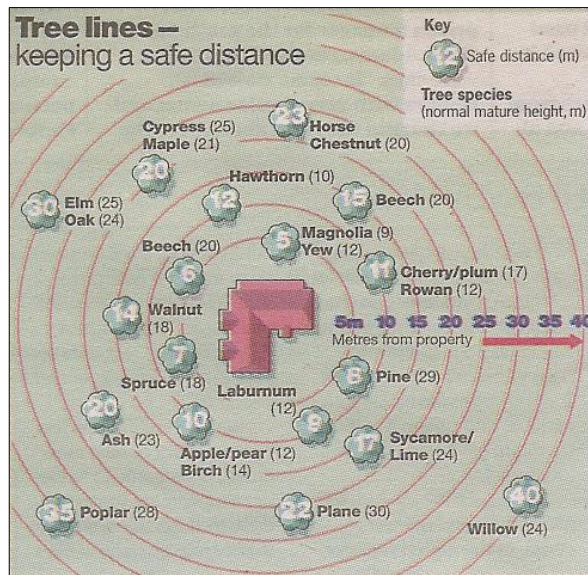 Tree lines –
keeping a safe distance
Key
12 Safe distance (m)
Tree species
(normal mature height, m)
23 Horse
Chestnut (20)
Cypress (25)
Maple (21)
20
Hawthorn (10)
12
15 Beech (20)
30 Elm (25)
Oak (24)
5 Magnolia (9)
Yew (12)
Beech (20)
6
11 Cherry/plum (17)
Rowan (12)
14 Walnut
(18)
5m 10 15 20 25 30 35 40
Metres from property
7
Spruce (18)
Laburnum
(12)
9
8 Pine (29)
20
Ash (23)
10
Apple/pear (12)
Birch (14)
17 Sycamore/
Lime (24)
35 Poplar (28)
22 Plane (30)
40
Willow (24)